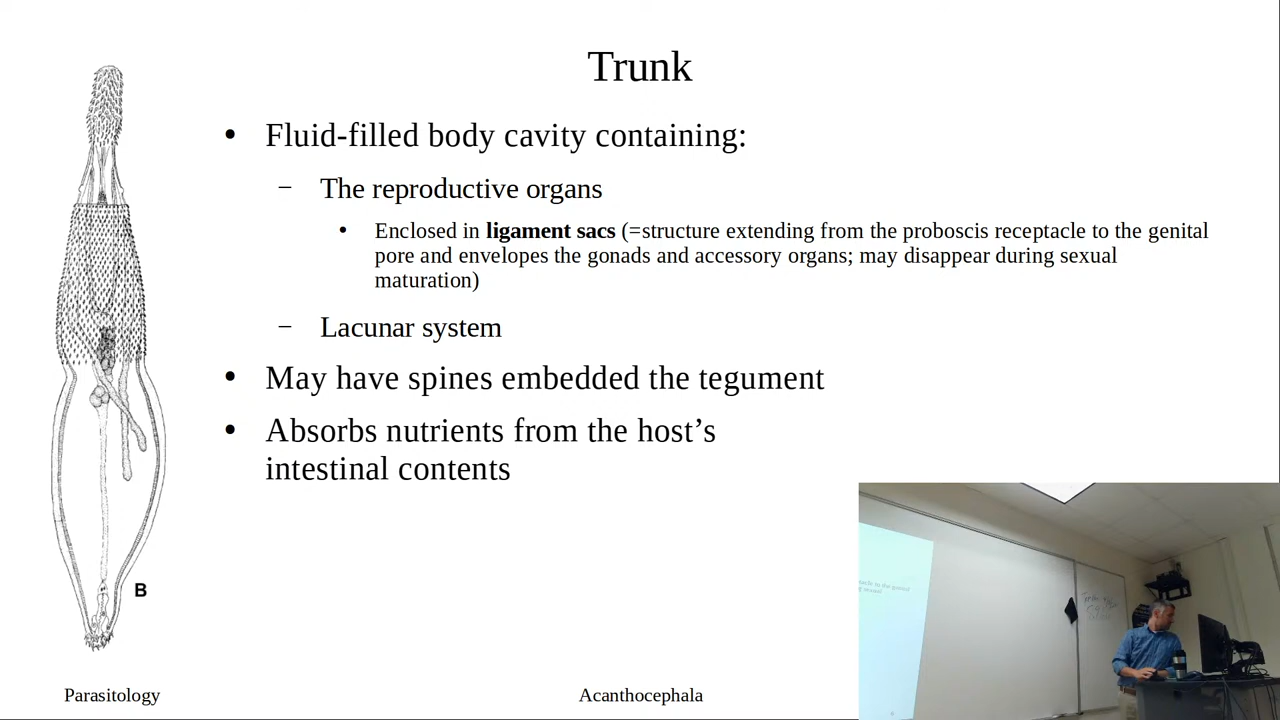 Trunk
• Fluid-filled body cavity containing:
– The reproductive organs
• Enclosed in ligament sacs (=structure extending from the proboscis receptacle to the genital
pore and envelopes the gonads and accessory organs; may disappear during sexual
maturation)
– Lacunar system
• May have spines embedded the tegument
• Absorbs nutrients from the host’s
intestinal contents
B
Parasitology
Acanthocephala